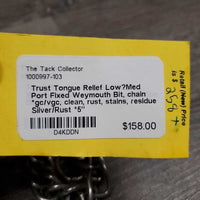 The Tack Collector
1000997-103
Trust Tongue Relief Low?Med
Port Fixed Weymouth Bit, chain
*gc/vgc, clean, rust, stains, residue
Silver/Rust *5"
$158.00
D4KDDN
Retail (New) Price
is $ 258 +